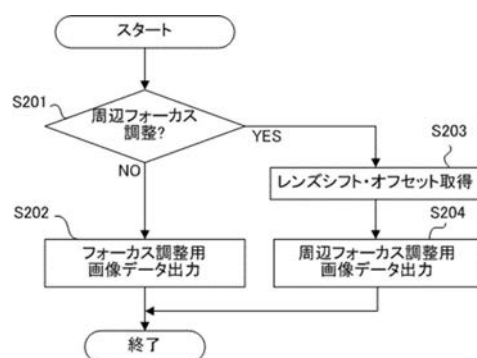 スタート
S201
周辺フォーカス
調整?
YES
NO
S203
レンズシフト・オフセット取得
S202
フォーカス調整用
画像データ出力
S204
周辺フォーカス調整用
画像データ出力
終了